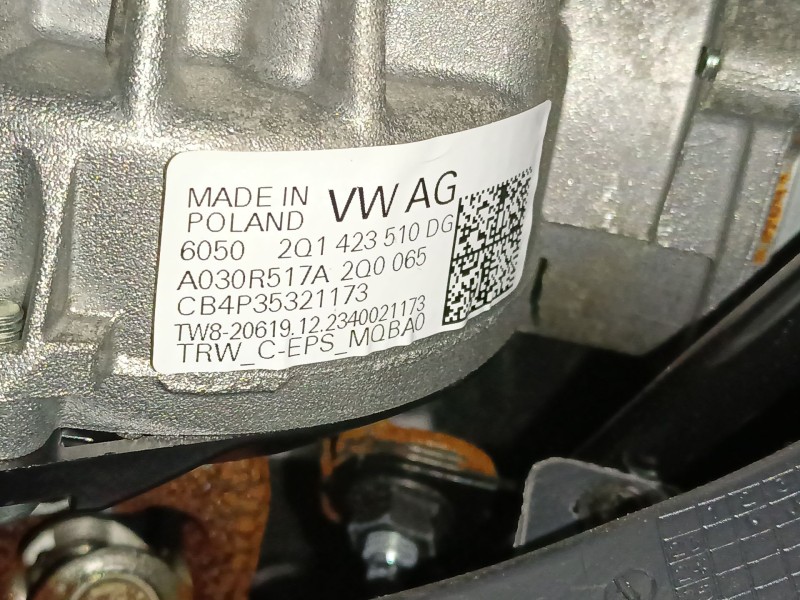 MADE IN
POLAND VW AG
6050 2Q1 423 510 DG
A030R517A 2Q0 065
CB4P35321173
TW8-20619.12.2340021173
TRW_C-EPS_MQBA0